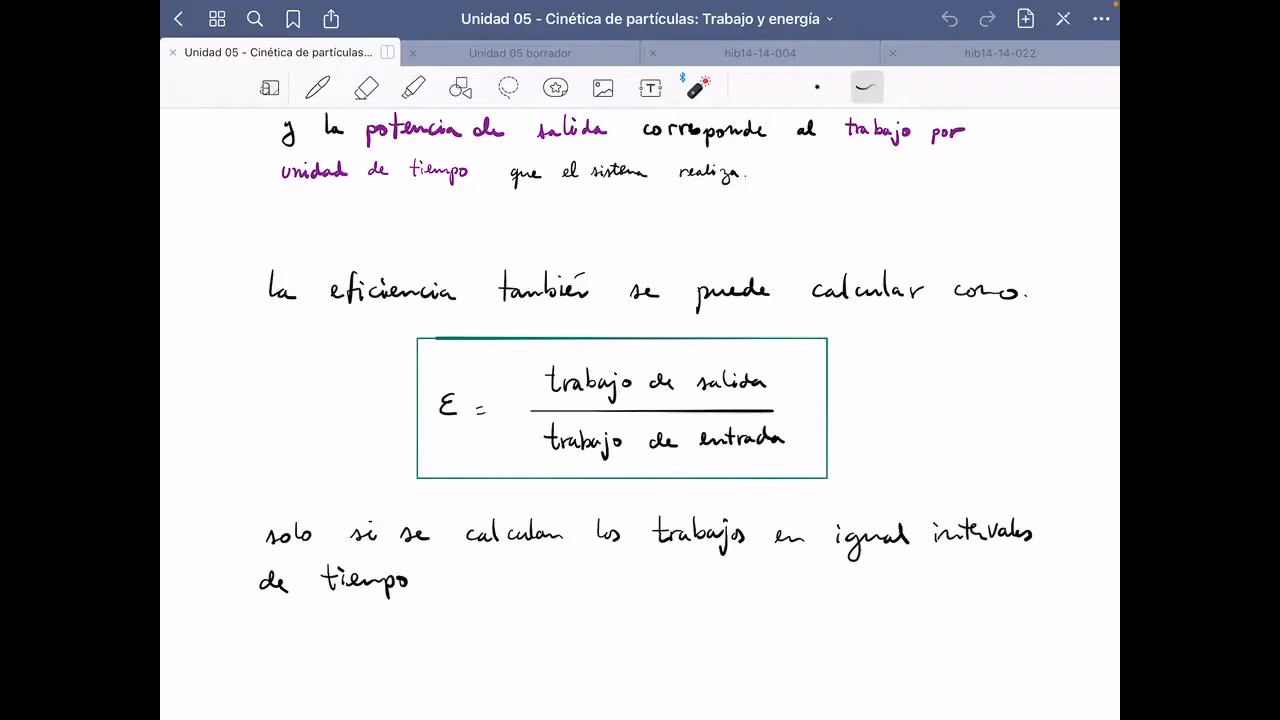 Unidad 05 - Cinética de partículas: Trabajo y energía
Unidad 05 - Cinética de partículas...
Unidad 05 borrador
hib14-14-004
hib14-14-022
T
y la potencia de salida corresponde al trabajo por
unidad de tiempo que el sistema realiza.
la eficiencia también se puede calcular como.
trabajo de salida
ε =
trabajo de entrada
solo si se calculan los trabajos en igual intervales
de tiempo